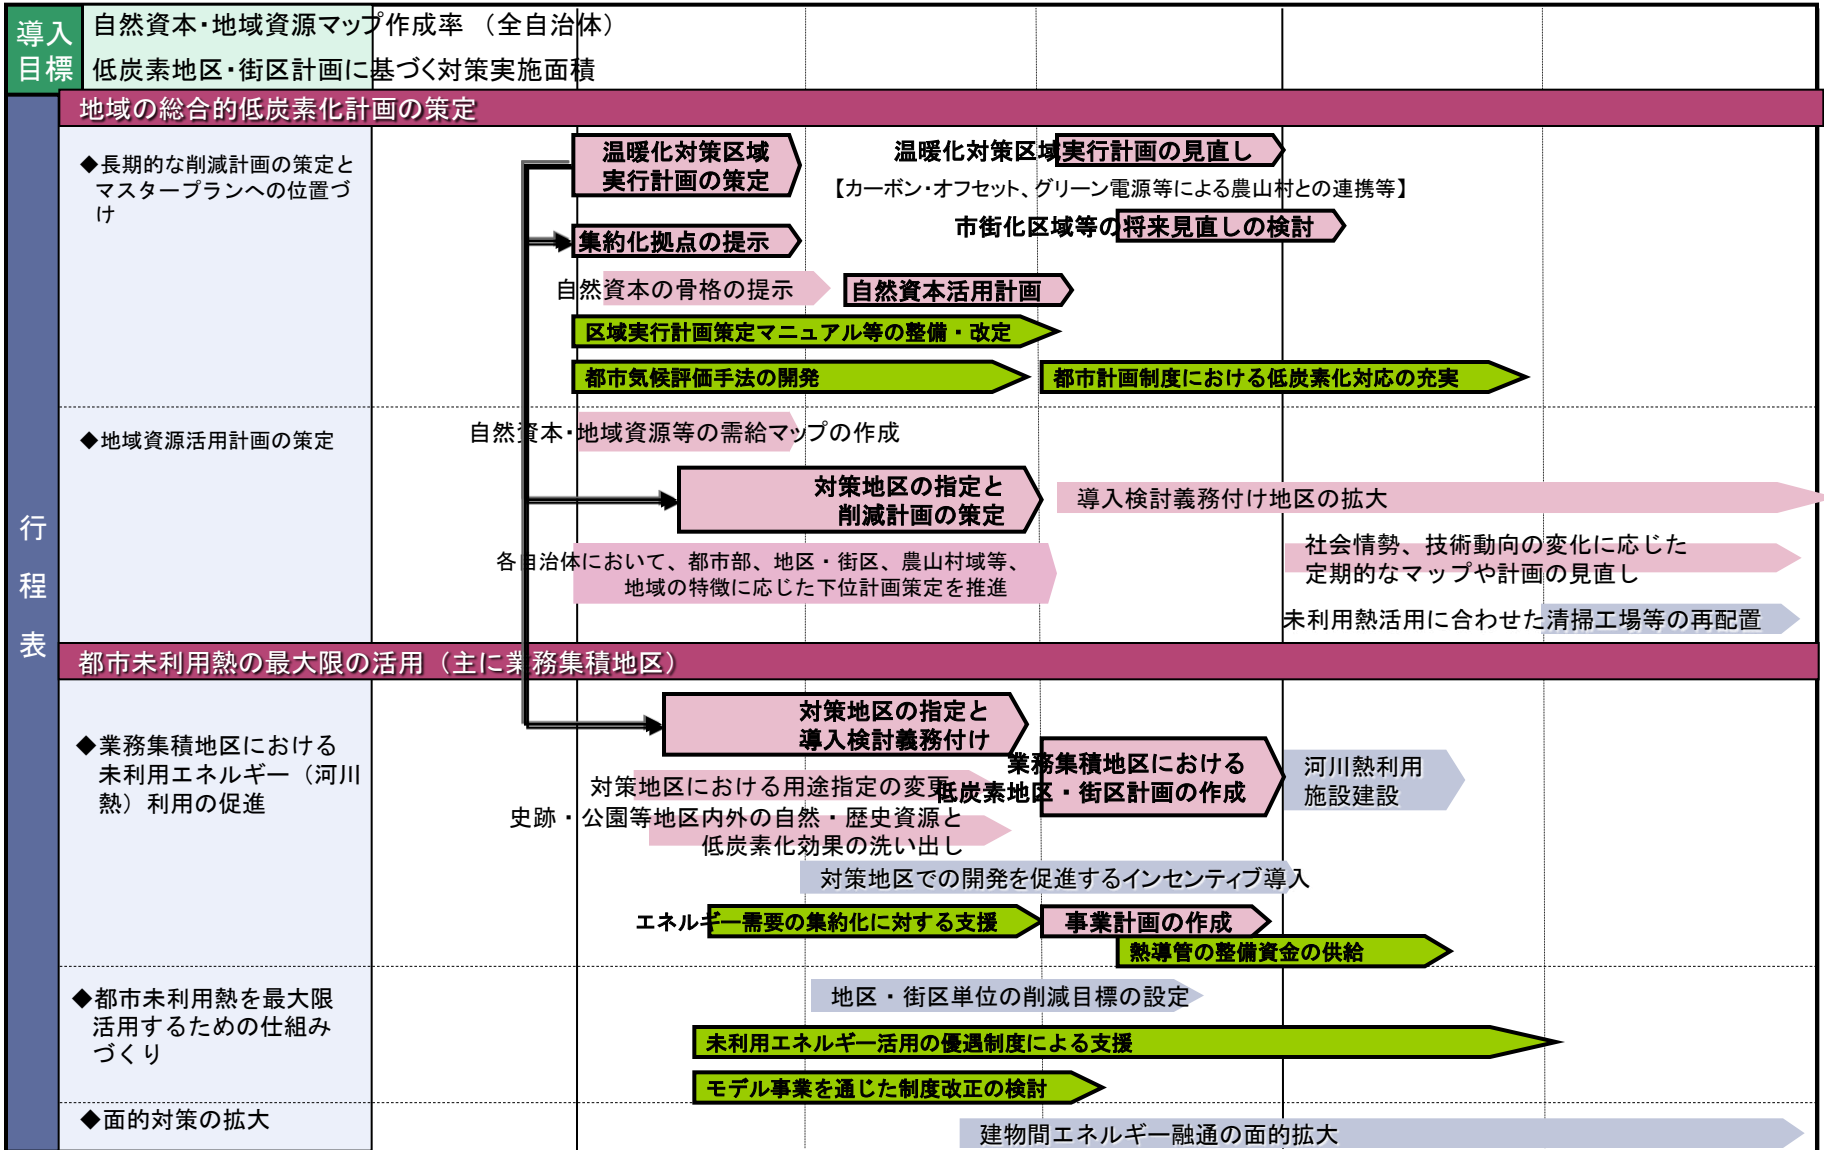 導入
目標
自然資本・地域資源マップ作成率 （全自治体）
低炭素地区・街区計画に基づく対策実施面積
行
程
表
地域の総合的低炭素化計画の策定
◆長期的な削減計画の策定と
マスタープランへの位置づ
け
温暖化対策区域
実行計画の策定
温暖化対策区域実行計画の見直し
【カーボン・オフセット、グリーン電源等による農山村との連携等】
集約化拠点の提示
市街化区域等の将来見直しの検討
自然資本の骨格の提示
自然資本活用計画
区域実行計画策定マニュアル等の整備・改定
都市気候評価手法の開発
都市計画制度における低炭素化対応の充実
◆地域資源活用計画の策定
自然資本・地域資源等の需給マップの作成
対策地区の指定と
削減計画の策定
導入検討義務付け地区の拡大
各自治体において、都市部、地区・街区、農山村域等、
地域の特徴に応じた下位計画策定を推進
社会情勢、技術動向の変化に応じた
定期的なマップや計画の見直し
未利用熱活用に合わせた清掃工場等の再配置
都市未利用熱の最大限の活用（主に業務集積地区）
◆業務集積地区における
未利用エネルギー（河川
熱）利用の促進
対策地区の指定と
導入検討義務付け
業務集積地区における
低炭素地区・街区計画の作成
河川熱利用
施設建設
対策地区における用途指定の変更
史跡・公園等地区内外の自然・歴史資源と
低炭素化効果の洗い出し
対策地区での開発を促進するインセンティブ導入
エネルギー需要の集約化に対する支援
事業計画の作成
熱導管の整備資金の供給
◆都市未利用熱を最大限
活用するための仕組み
づくり
地区・街区単位の削減目標の設定
未利用エネルギー活用の優遇制度による支援
モデル事業を通じた制度改正の検討
◆面的対策の拡大
建物間エネルギー融通の面的拡大